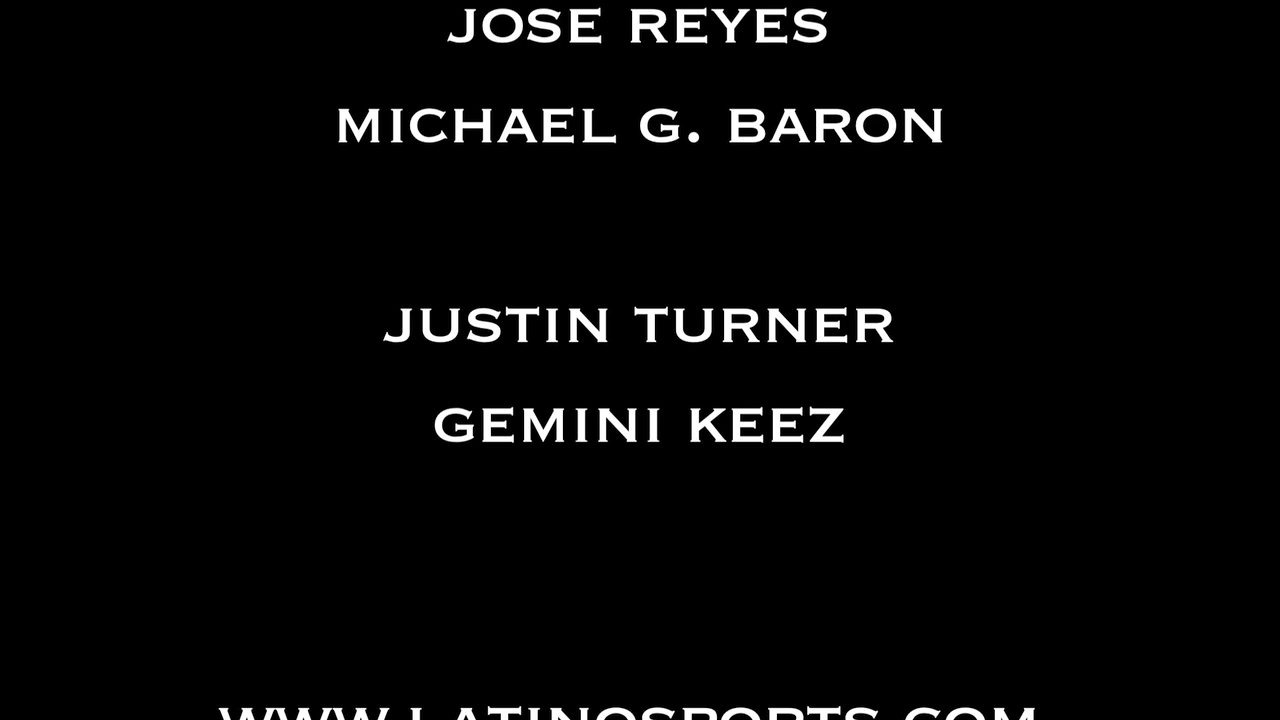 JOSE REYES
MICHAEL G. BARON
JUSTIN TURNER
GEMINI KEEZ
WWW.LATINOSPORTS.COM